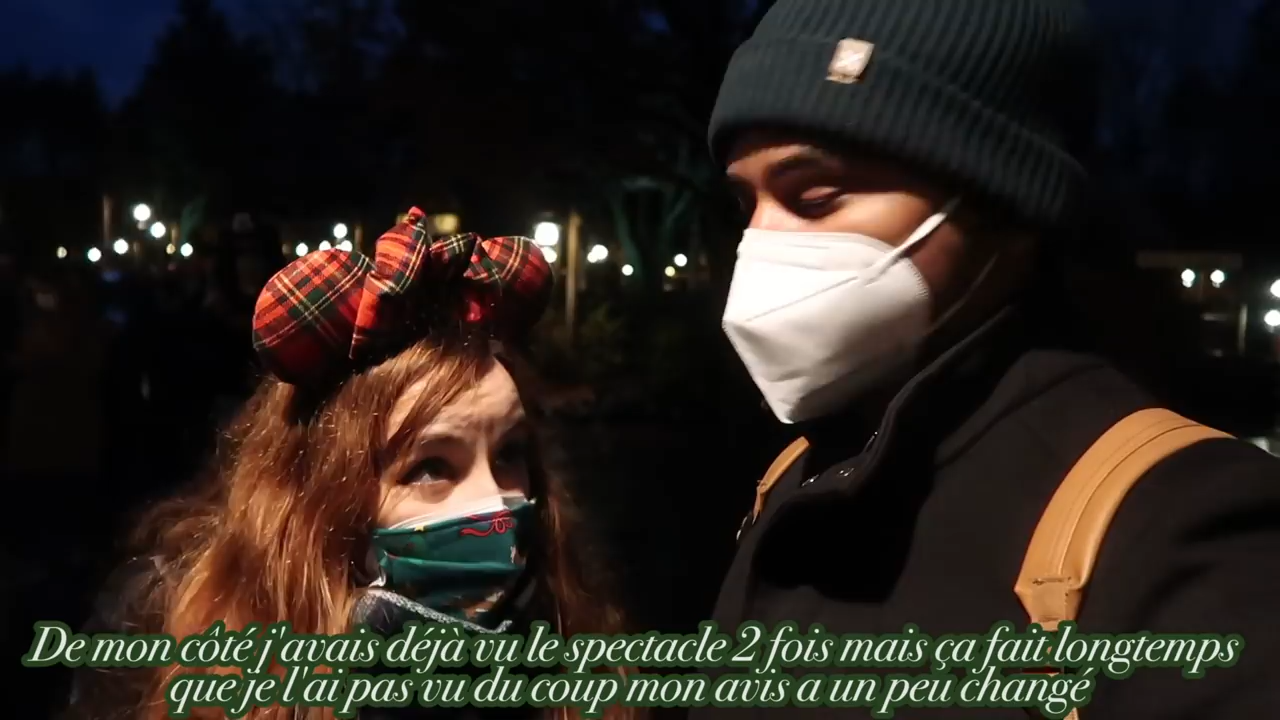 De mon côté j'avais déjà vu le spectacle 2 fois mais ça fait longtemps
que je l'ai pas vu du coup mon avis a un peu changé